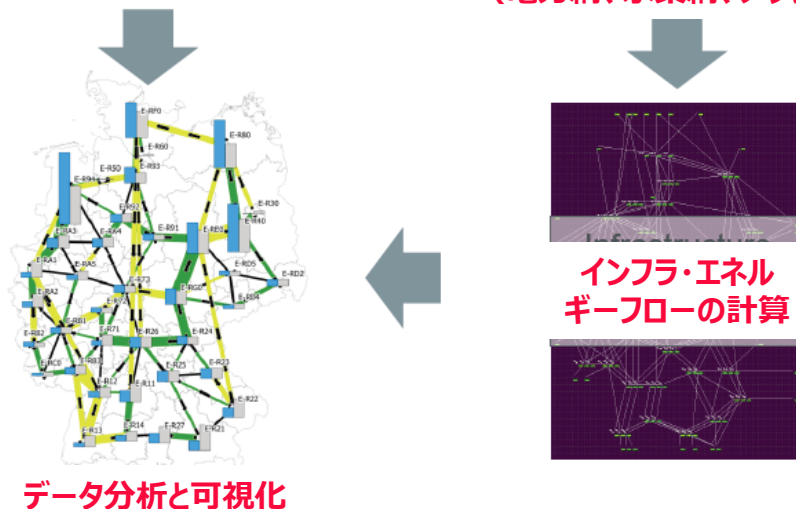 E-RF0
E-R80
E-R60
E-R50
E-R93
E-R94
E-R92
E-R30
E-R40
E-RA3
E-RA4
E-R91
E-RE0
E-RA1
E-RA5
E-RD5
E-RD2
E-RA2
E-R73
E-RG0
E-RD4
E-R72
E-RB1
E-RB2
E-R71
E-R26
E-R24
E-RC0
E-RB3
E-R25
E-R23
E-R12
E-R11
E-R22
E-R13
E-R14
E-R27
E-R21
データ分析と可視化
Infrastructure
インフラ・エネル
ギーフローの計算